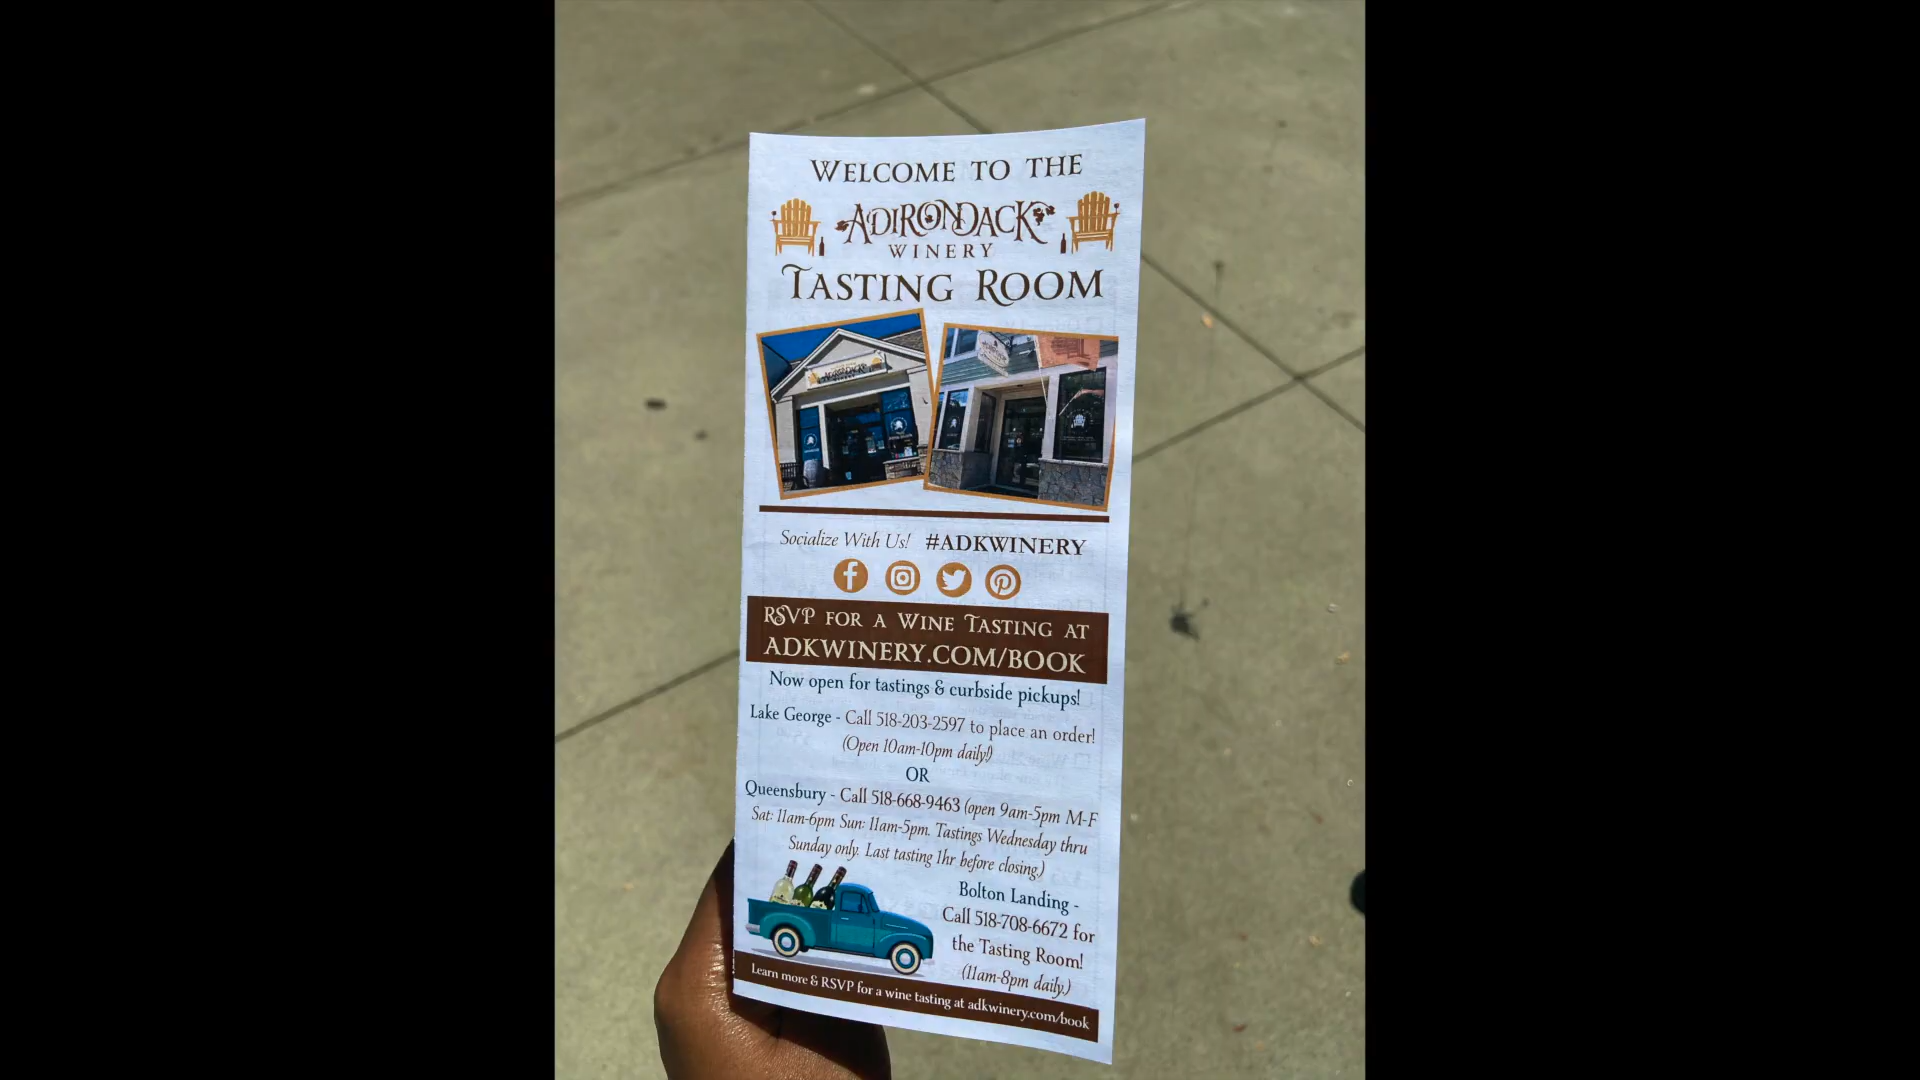 WELCOME TO THE
ADIRONDACK
WINERY
TASTING ROOM
ADIRONDACK
Socialize With Us! #ADKWINERY
RSVP FOR A WINE TASTING AT
ADKWINERY.COM/BOOK
Now open for tastings & curbside pickups!
Lake George - Call 518-203-2597 to place an order!
(Open 10am-10pm daily!)
OR
Queensbury - Call 518-668-9463 (open 9am-5pm M-F
Sat: 11am-6pm Sun: 11am-5pm. Tastings Wednesday thru
Sunday only. Last tasting 1hr before closing.)
Bolton Landing -
Call 518-708-6672 for
the Tasting Room!
(11am-8pm daily.)
Learn more & RSVP for a wine tasting at adkwinery.com/book